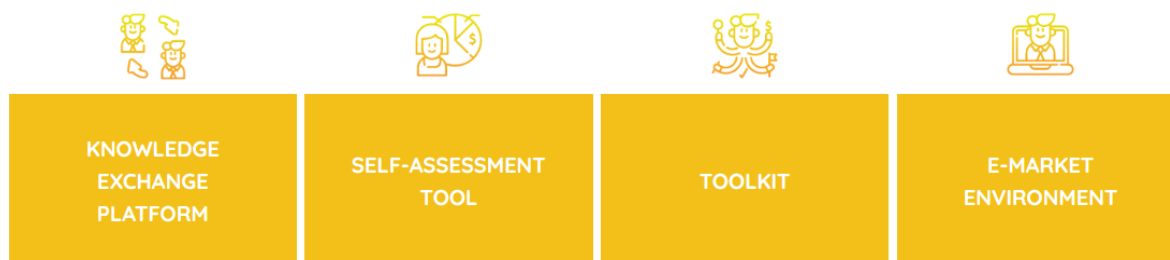 KNOWLEDGE
EXCHANGE
PLATFORM
SELF-ASSESSMENT
TOOL
TOOLKIT
E-MARKET
ENVIRONMENT